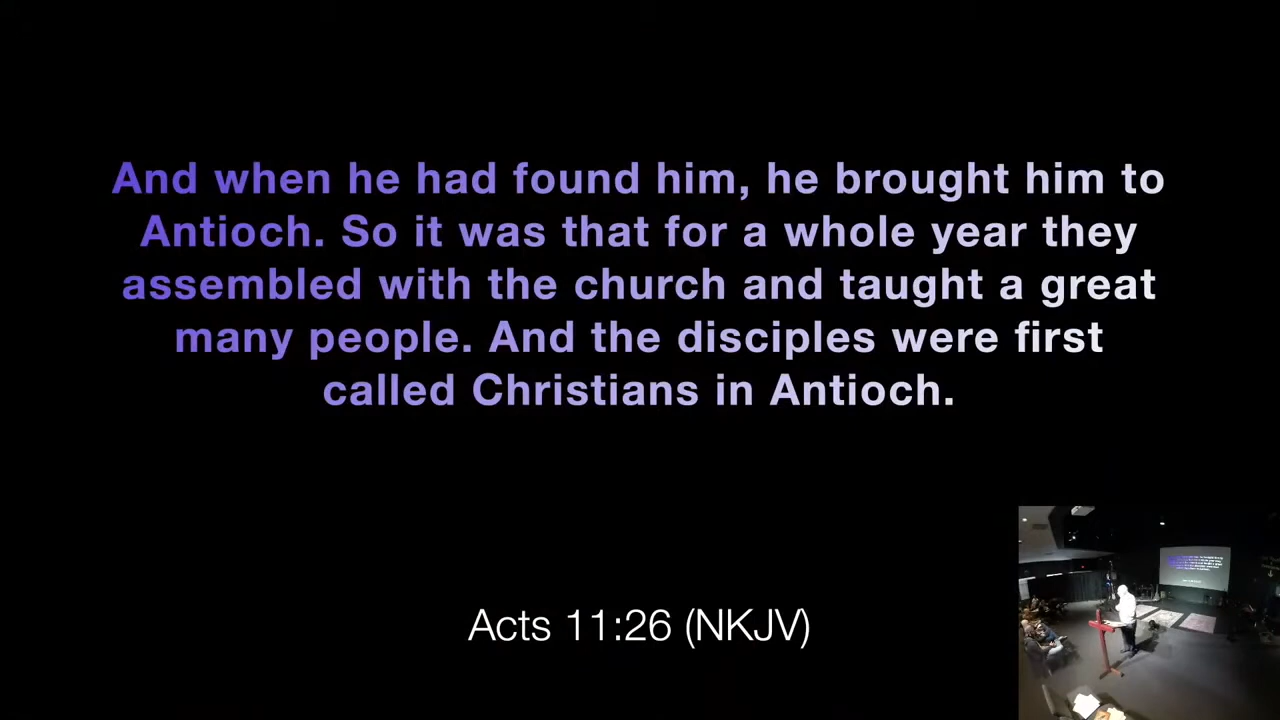 And when he had found him, he brought him to
Antioch. So it was that for a whole year they
assembled with the church and taught a great
many people. And the disciples were first
called Christians in Antioch.
Acts 11:26 (NKJV)